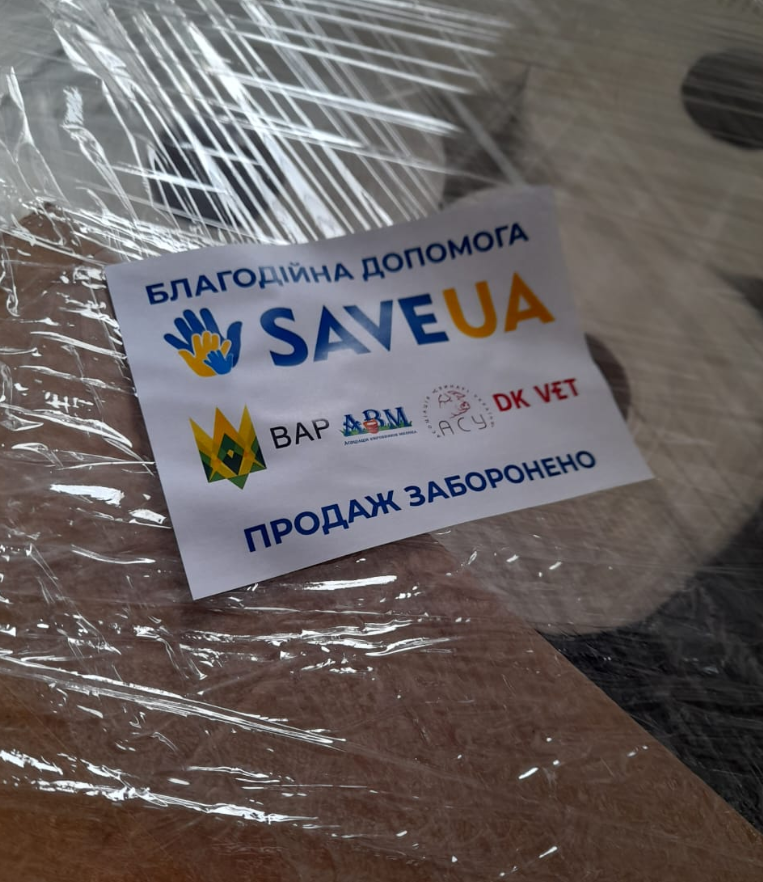 БЛАГОДІЙНА ДОПОМОГА
SAVEUA
ВАР АВМ АСУ DK VET
ПРОДАЖ ЗАБОРОНЕНО